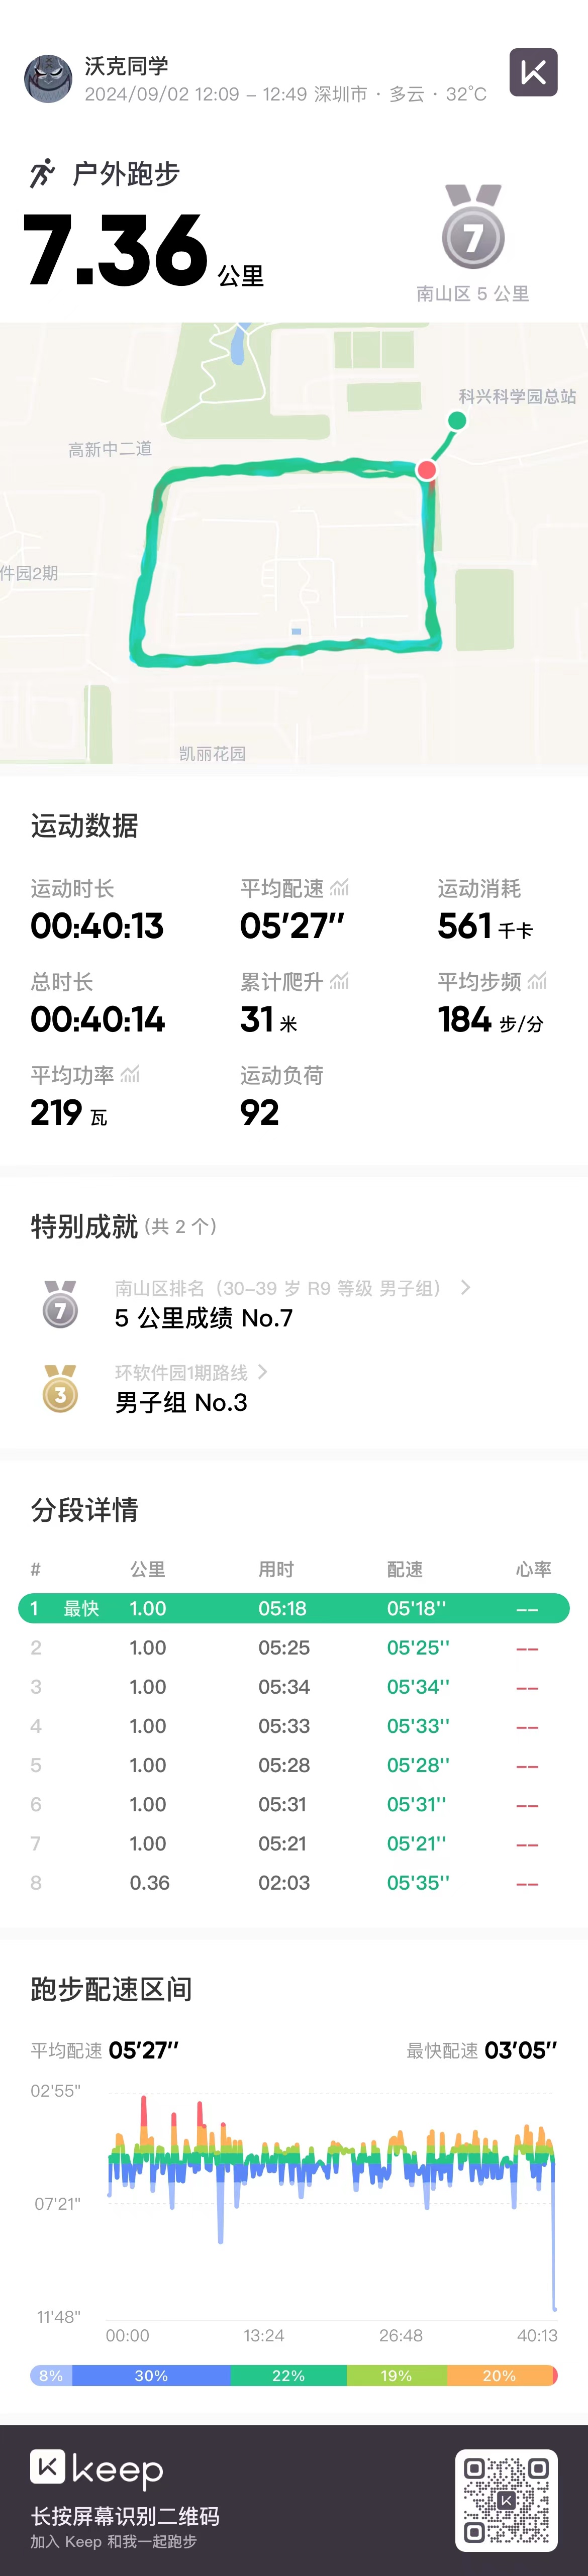 沃克同学
2024/09/02 12:09 – 12:49 深圳市 · 多云 · 32℃
户外跑步
7.36 公里
7
南山区 5 公里
科兴科学园总站
高新中二道
件园2期
凯丽花园
运动数据
运动时长 平均配速 运动消耗
00:40:13 05'27'' 561 千卡
总时长 累计爬升 平均步频
00:40:14 31 米 184 步/分
平均功率 运动负荷
219 瓦 92
特别成就 (共 2 个)
7
南山区排名（30–39 岁 R9 等级 男子组）
5 公里成绩 No.7
3
环软件园1期路线
男子组 No.3
分段详情
# 公里 用时 配速 心率
1 最快 1.00 05:18 05'18'' --
2 1.00 05:25 05'25'' --
3 1.00 05:34 05'34'' --
4 1.00 05:33 05'33'' --
5 1.00 05:28 05'28'' --
6 1.00 05:31 05'31'' --
7 1.00 05:21 05'21'' --
8 0.36 02:03 05'35'' --
跑步配速区间
平均配速 05'27'' 最快配速 03'05''
02'55"
07'21"
11'48"
00:00 13:24 26:48 40:13
8% 30% 22% 19% 20%
keep
长按屏幕识别二维码
加入 Keep 和我一起跑步